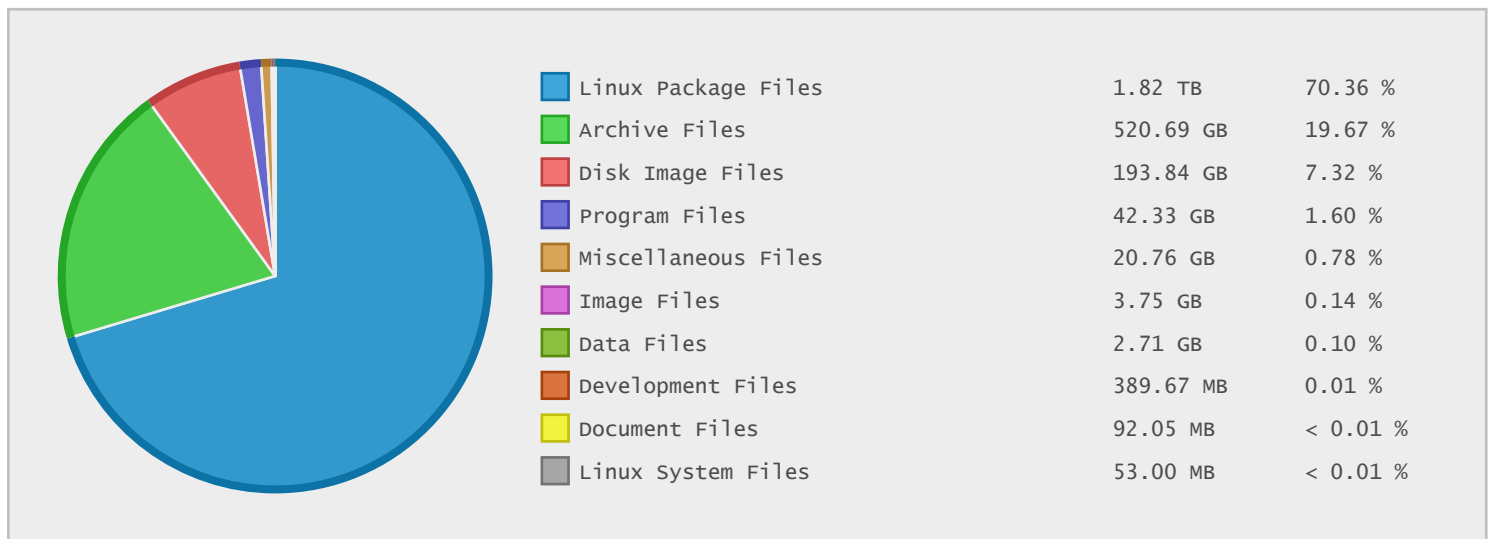 Linux Package Files 1.82 TB 70.36 %
Archive Files 520.69 GB 19.67 %
Disk Image Files 193.84 GB 7.32 %
Program Files 42.33 GB 1.60 %
Miscellaneous Files 20.76 GB 0.78 %
Image Files 3.75 GB 0.14 %
Data Files 2.71 GB 0.10 %
Development Files 389.67 MB 0.01 %
Document Files 92.05 MB < 0.01 %
Linux System Files 53.00 MB < 0.01 %